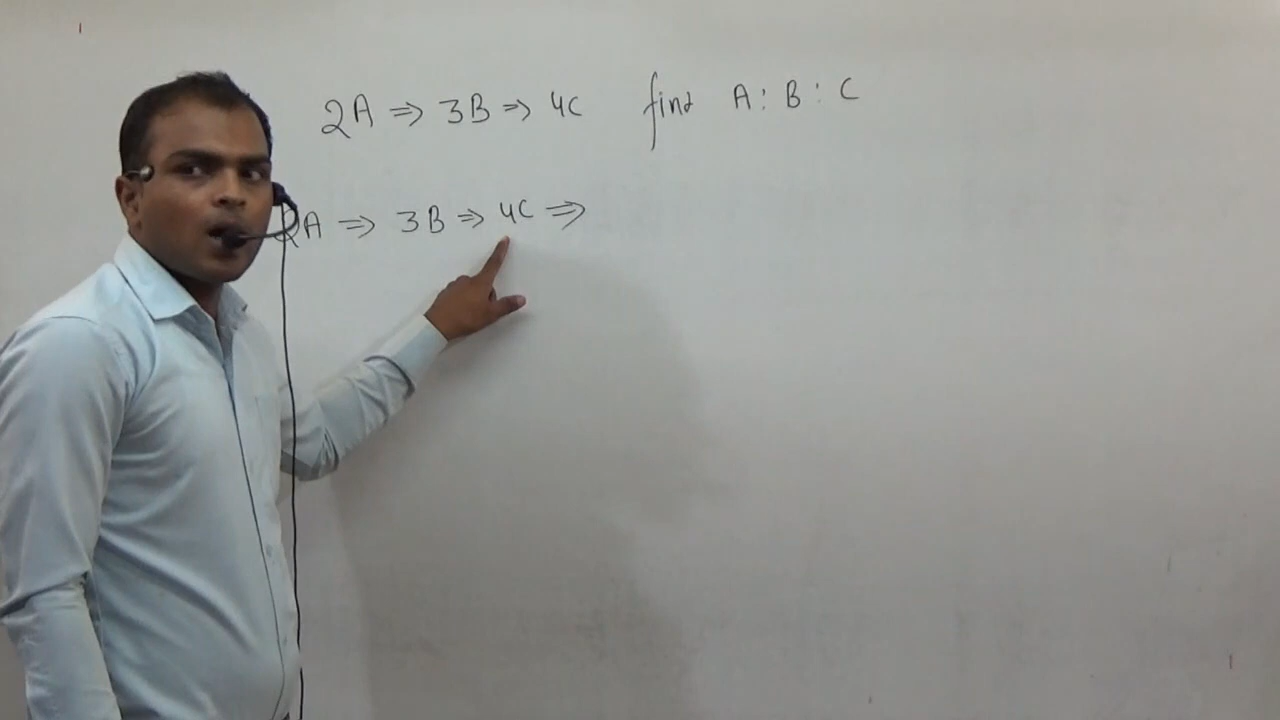 2A ⇒ 3B ⇒ 4C find A : B : C
2A ⇒ 3B ⇒ 4C ⇒